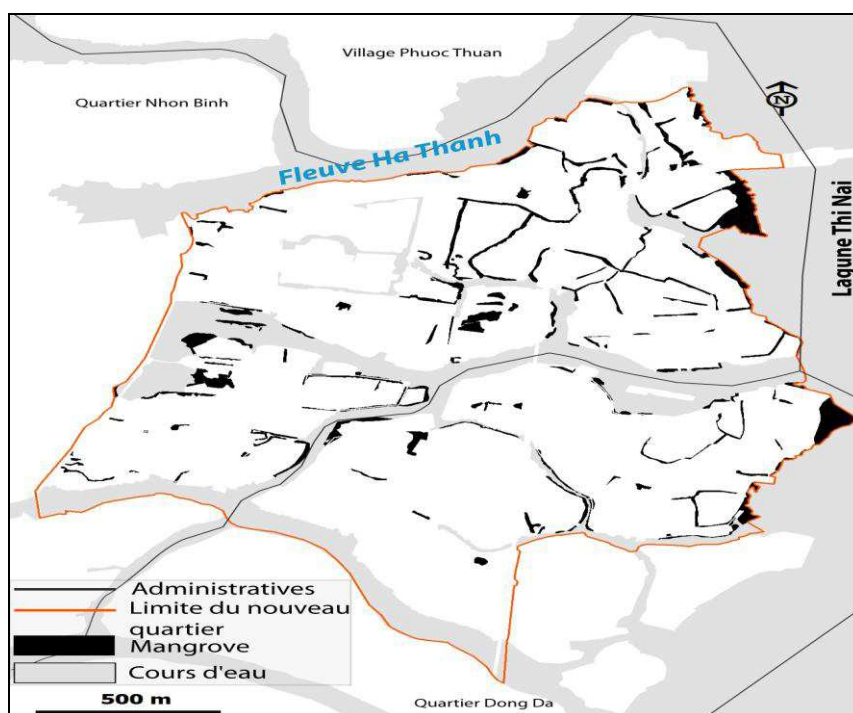 Village Phuoc Thuan
Quartier Nhon Binh
N
Fleuve Ha Thanh
Lagune Thi Nai
Administratives
Limite du nouveau
quartier
Mangrove
Cours d'eau
500 m
Quartier Dong Da